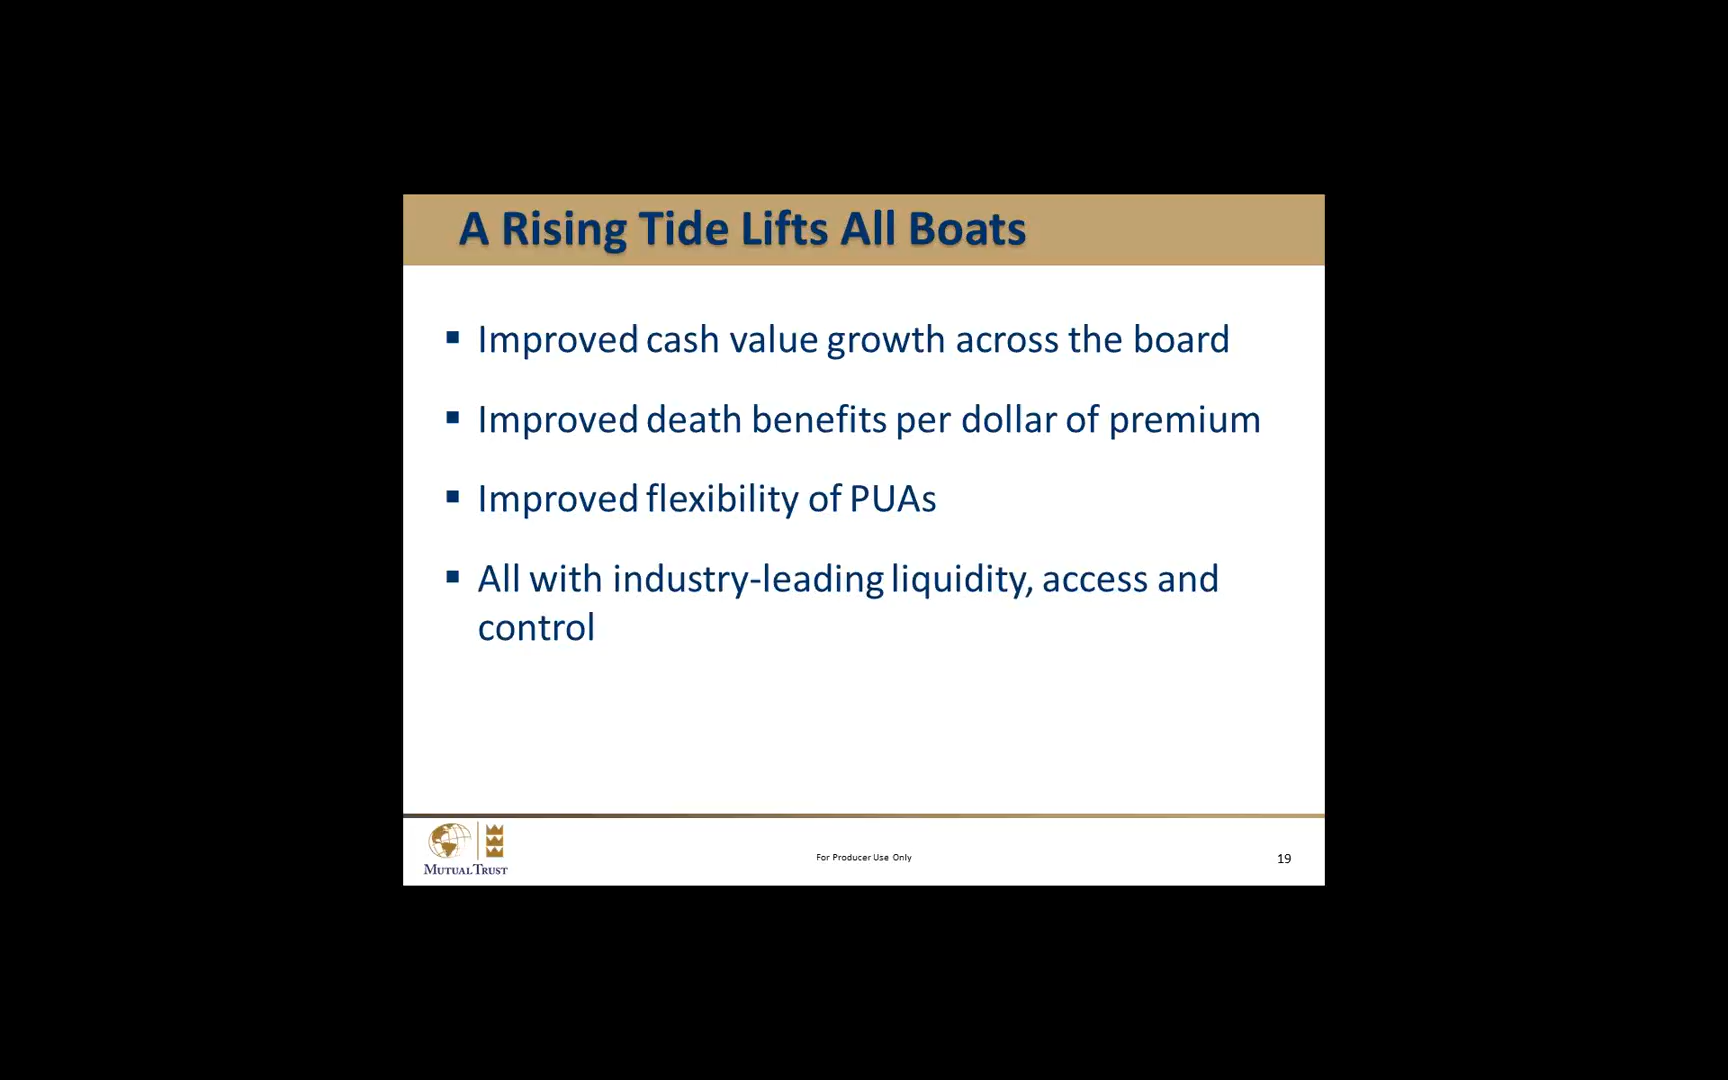 A Rising Tide Lifts All Boats
▪ Improved cash value growth across the board
▪ Improved death benefits per dollar of premium
▪ Improved flexibility of PUAs
▪ All with industry-leading liquidity, access and
control
MUTUAL TRUST
For Producer Use Only
19